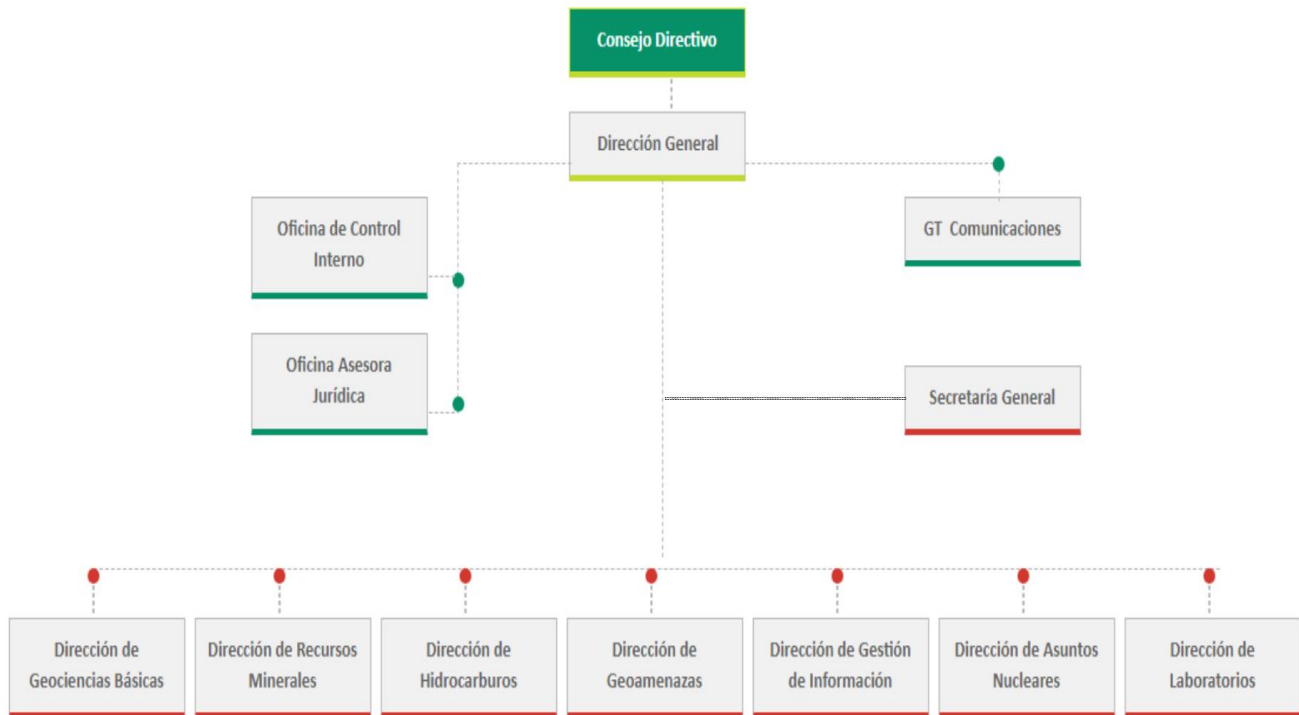 Consejo Directivo
Dirección General
Oficina de Control
Interno
GT Comunicaciones
Oficina Asesora
Jurídica
Secretaría General
Dirección de
Geociencias Básicas
Dirección de Recursos
Minerales
Dirección de
Hidrocarburos
Dirección de
Geoamenazas
Dirección de Gestión
de Información
Dirección de Asuntos
Nucleares
Dirección de
Laboratorios